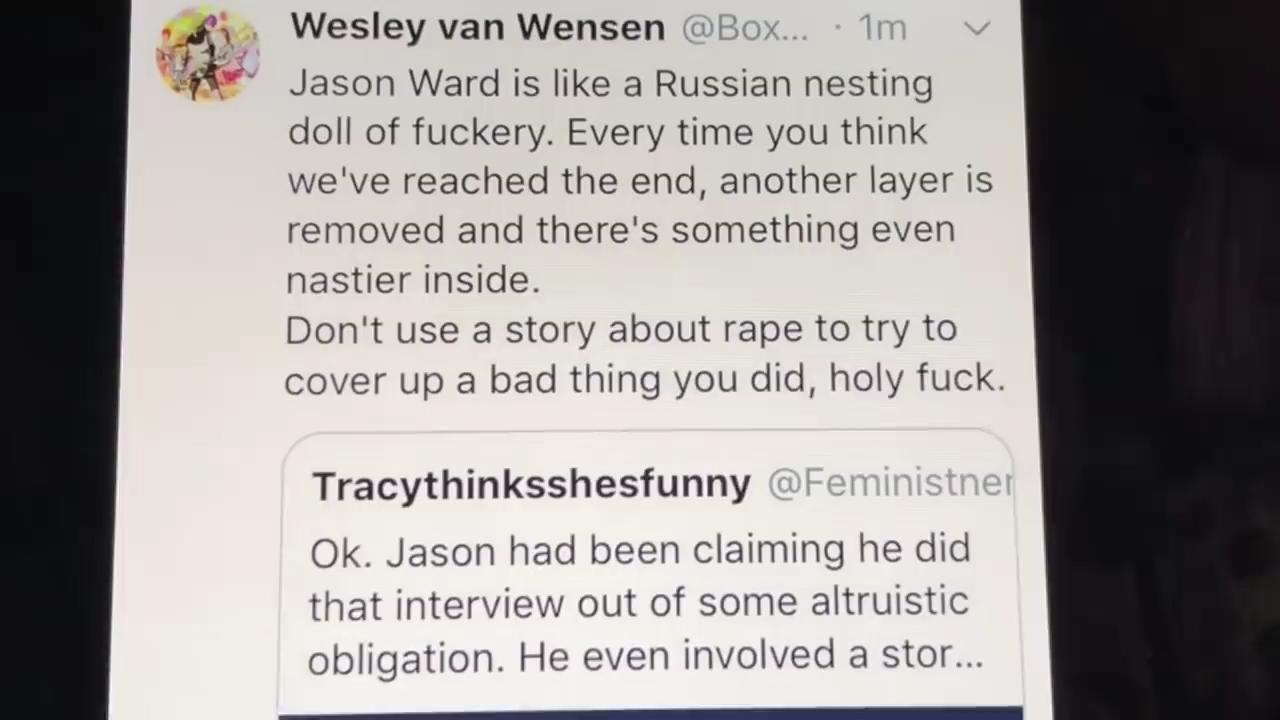 Wesley van Wensen @Box... · 1m
Jason Ward is like a Russian nesting
doll of fuckery. Every time you think
we've reached the end, another layer is
removed and there's something even
nastier inside.
Don't use a story about rape to try to
cover up a bad thing you did, holy fuck.
Tracythinksshesfunny @Feministner
Ok. Jason had been claiming he did
that interview out of some altruistic
obligation. He even involved a stor...